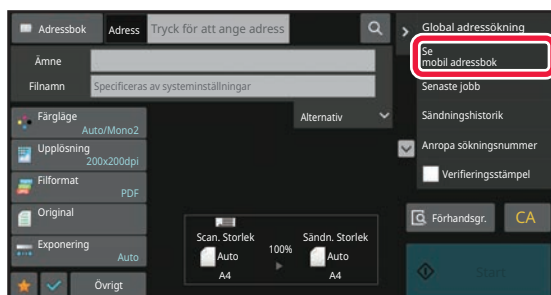 Adressbok
Adress
Tryck för att ange adress
Ämne
Filnamn
Specificeras av systeminställningar
Färgläge
Auto/Mono2
Upplösning
200x200dpi
Filformat
PDF
Original
Exponering
Auto
Övrigt
Alternativ
Scan. Storlek
Auto
A4
100%
Sändn. Storlek
Auto
A4
Global adressökning
Se
mobil adressbok
Senaste jobb
Sändningshistorik
Anropa sökningsnummer
Verifieringsstämpel
Förhandsgr.
CA
Start